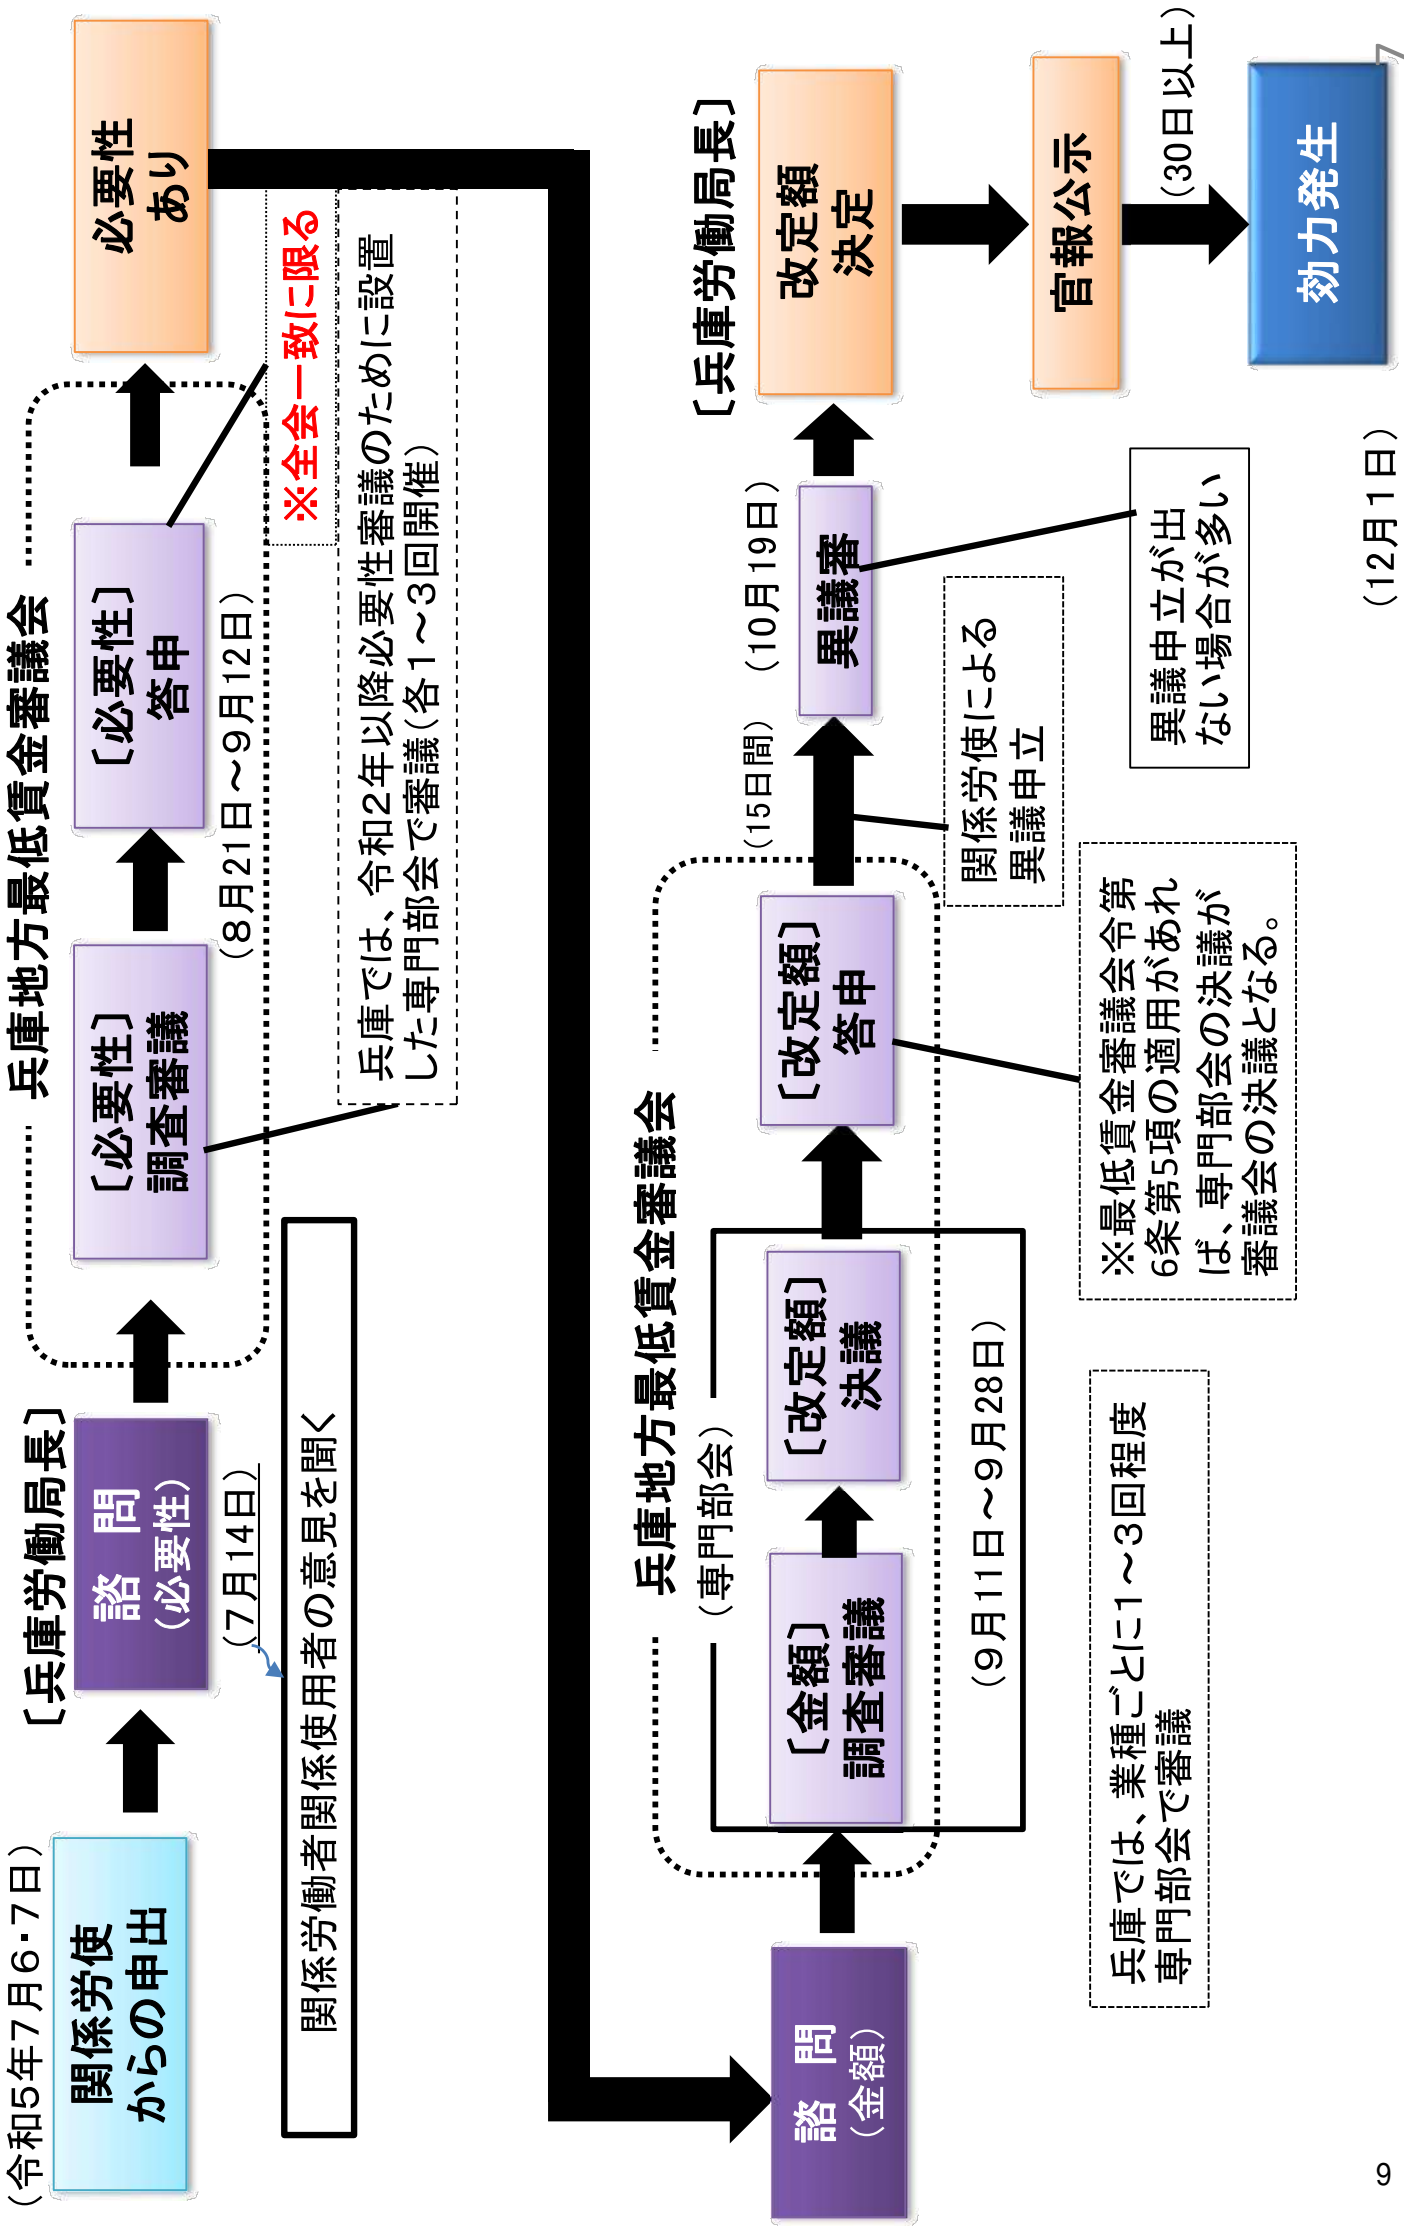 (令和5年7月6・7日)
関係労使
からの申出
〔兵庫労働局長〕
諮 問
(必要性)
(7月14日)
関係労働者関係使用者の意見を聞く
兵庫地方最低賃金審議会
〔必要性〕
調査審議
〔必要性〕
答申
(8月21日～9月12日)
必要性
あり
※全会一致に限る
兵庫では、令和2年以降必要性審議のために設置
した専門部会で審議(各1～3回開催)
諮 問
(金額)
兵庫地方最低賃金審議会
(専門部会)
〔金額〕
調査審議
〔改定額〕
決議
(9月11日～9月28日)
兵庫では、業種ごとに1～3回程度
専門部会で審議
〔改定額〕
答申
※最低賃金審議会令第
6条第5項の適用があれ
ば、専門部会の決議が
審議会の決議となる。
(15日間)
関係労使による
異議申立
(10月19日)
異議審
異議申立が出
ない場合が多い
〔兵庫労働局長〕
改定額
決定
官報公示
(30日以上)
効力発生
(12月1日)
7
9